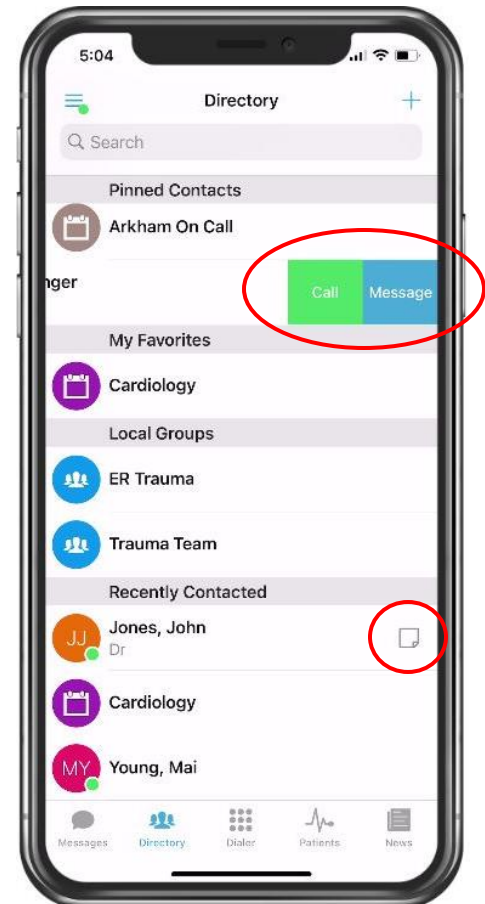 5:04
Directory
Search
Pinned Contacts
Arkham On Call
nger
Call
Message
My Favorites
Cardiology
Local Groups
ER Trauma
Trauma Team
Recently Contacted
JJ
Jones, John
Dr
Cardiology
MY
Young, Mai
Messages
Directory
Dialer
Patients
News